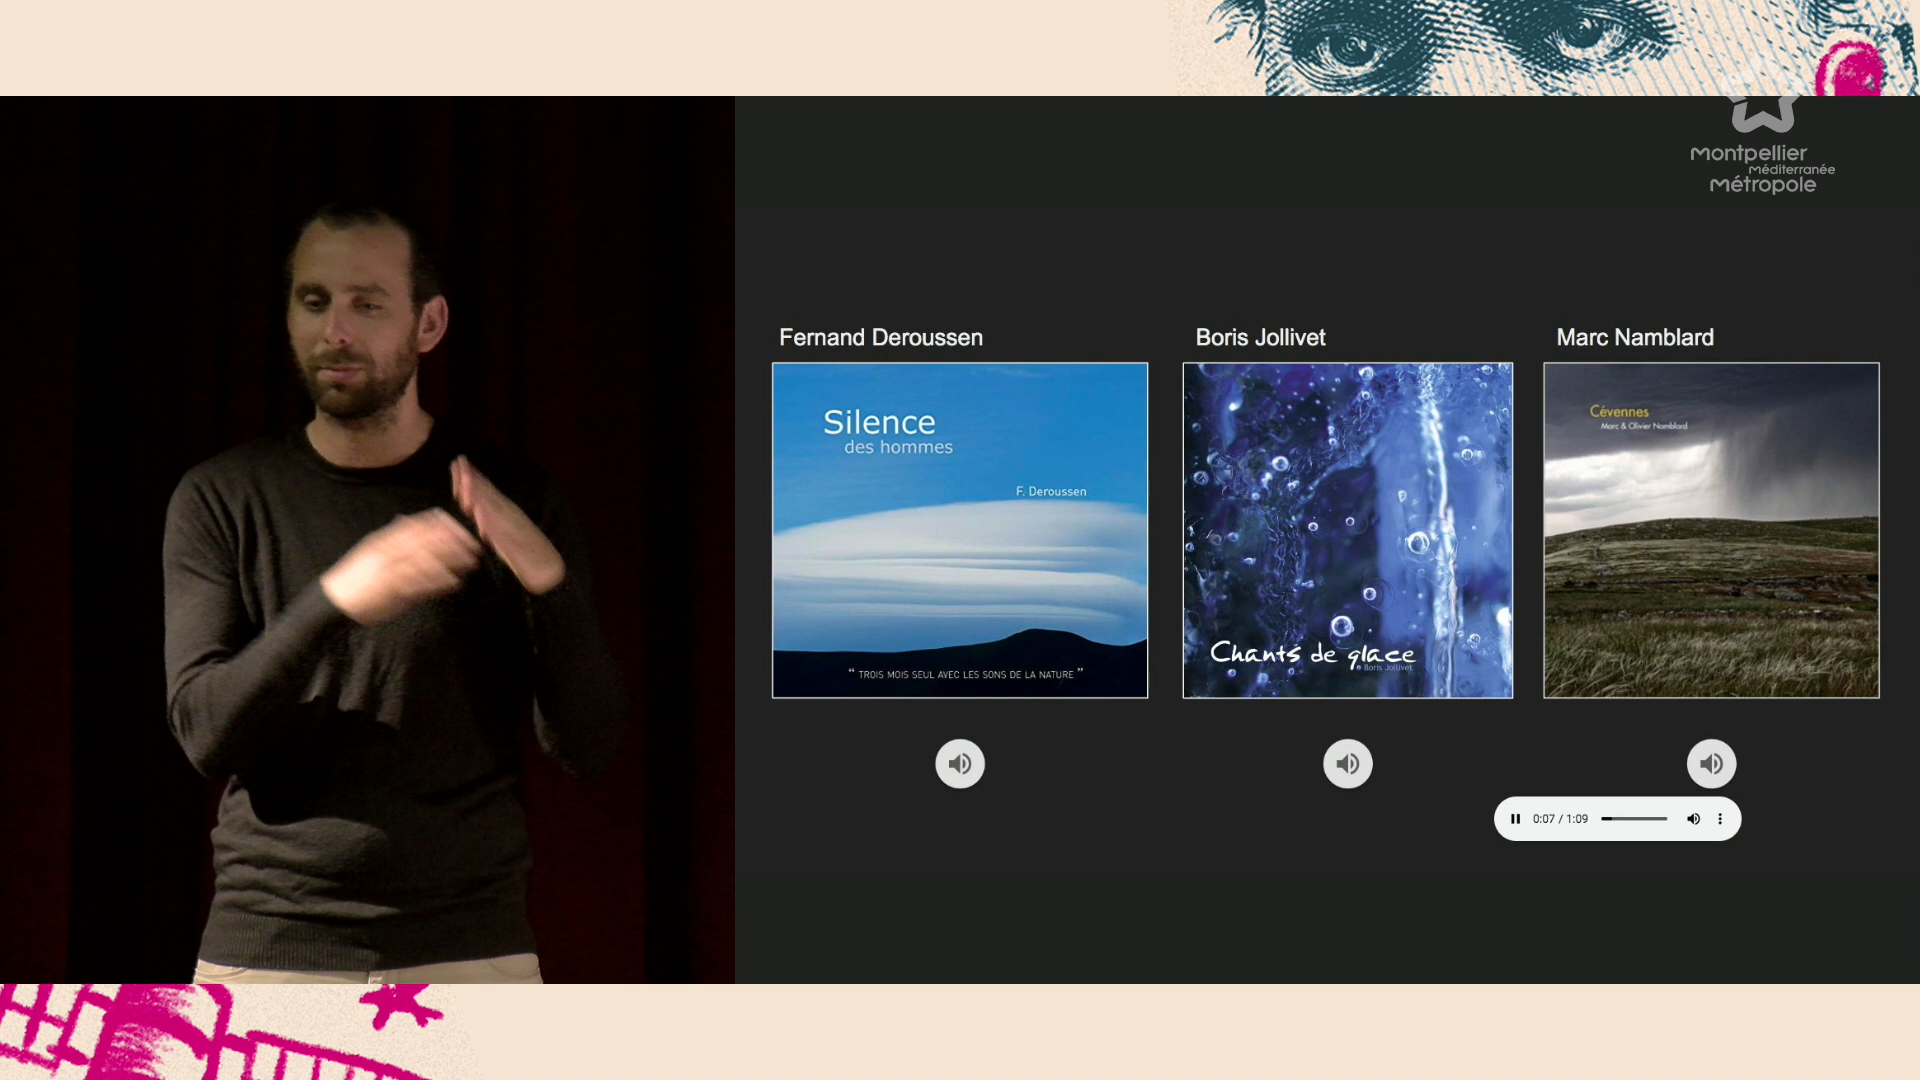 montpellier
méditerranée
métropole
Fernand Deroussen
Boris Jollivet
Marc Namblard
Silence
des hommes
F. Deroussen
“ TROIS MOIS SEUL AVEC LES SONS DE LA NATURE ”
Chants de glace
Boris Jollivet
Cévennes
Marc & Olivier Namblard
0:07 / 1:09